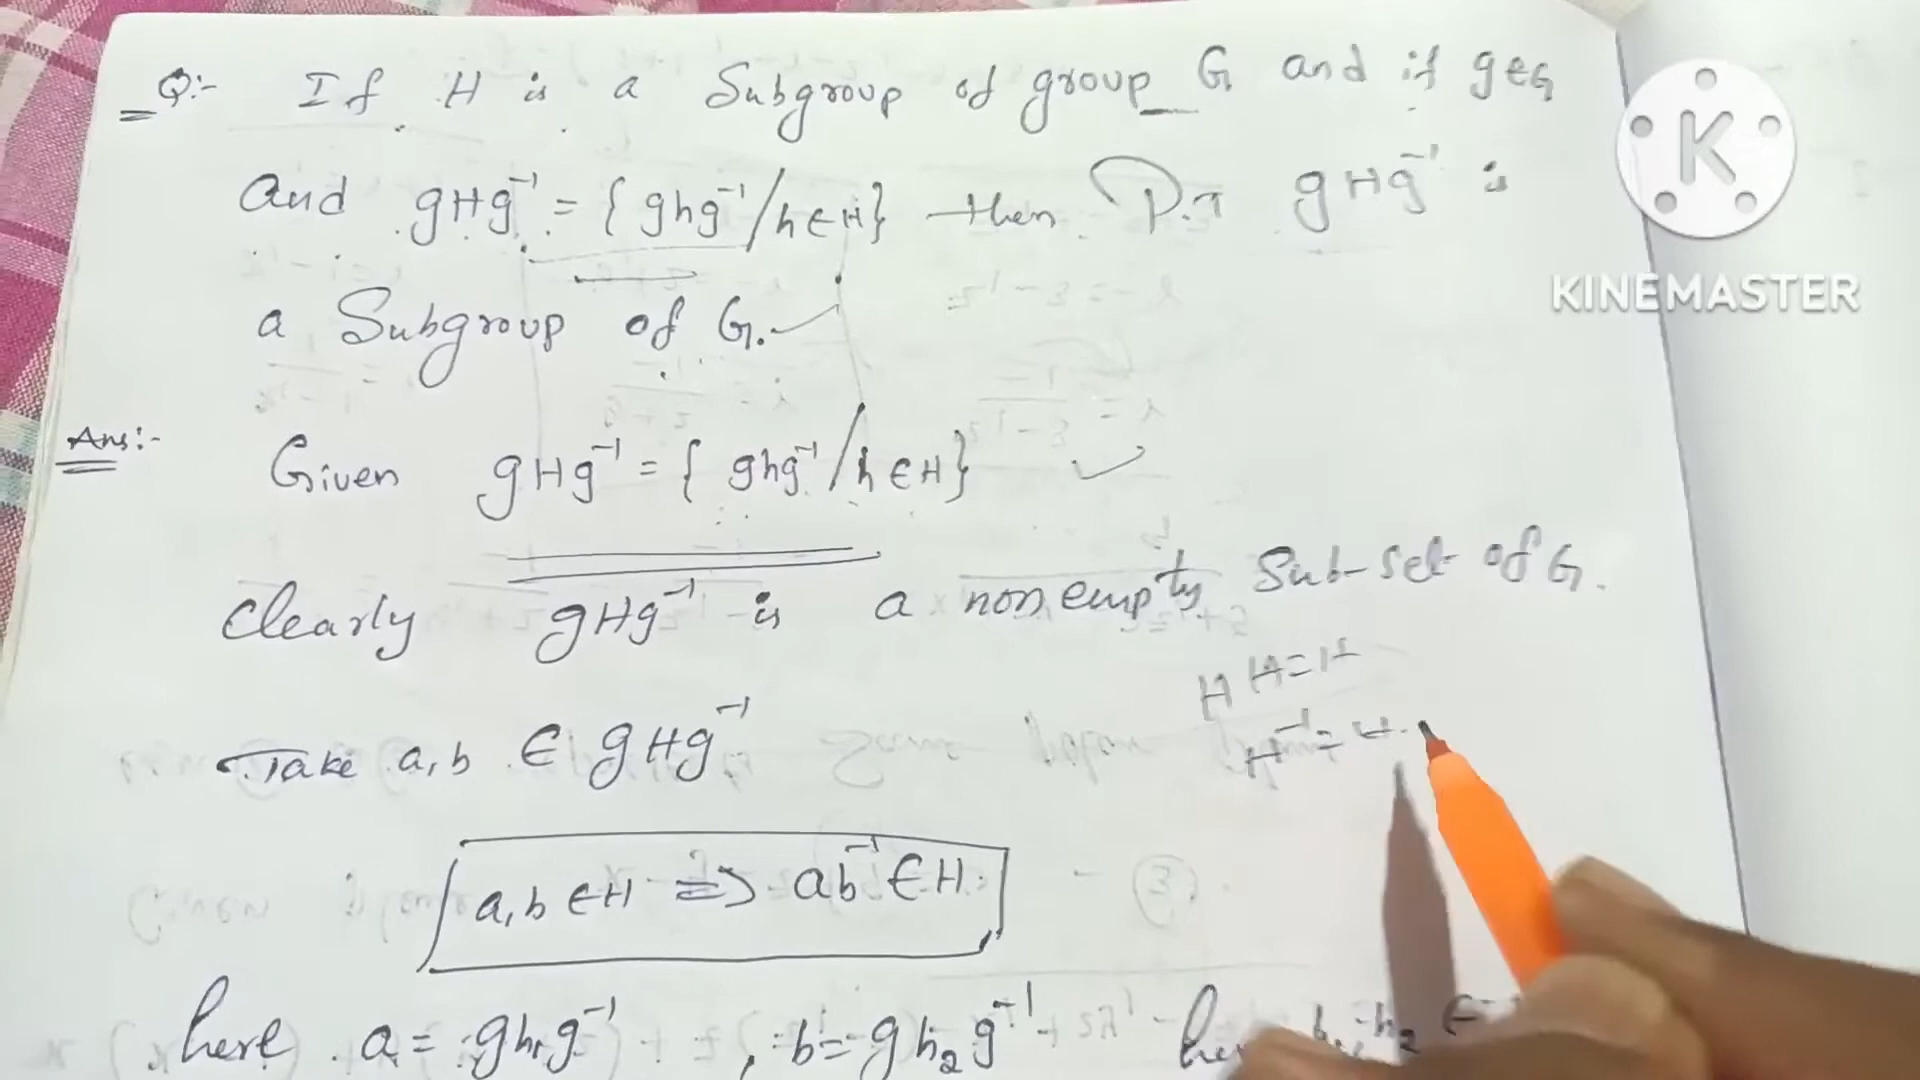 Q:- If H is a Subgroup of group G and if g∈G
and gHg⁻¹ = { ghg⁻¹ / h∈H } then P.T gHg⁻¹ is
a Subgroup of G.
Ans:- Given gHg⁻¹ = { ghg⁻¹ / h∈H }
clearly gHg⁻¹ is a non empty Sub-set of G.
H H=H
H⁻¹=H.
Take a,b ∈ gHg⁻¹
a,b ∈H ⇒ ab⁻¹ ∈H.
here a = gh₁g⁻¹, b = gh₂g⁻¹ h₂ ∈
K
KINEMASTER